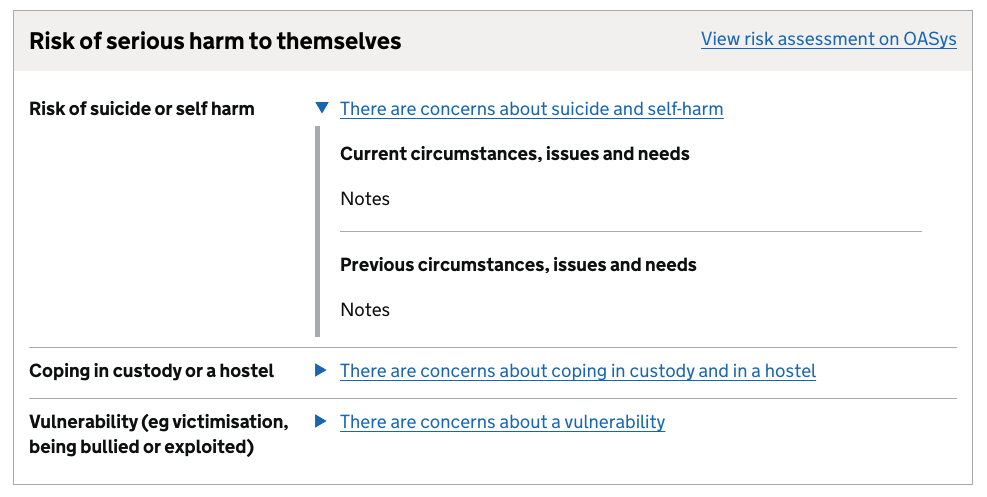 Risk of serious harm to themselves
View risk assessment on OASys
Risk of suicide or self harm
There are concerns about suicide and self-harm
Current circumstances, issues and needs
Notes
Previous circumstances, issues and needs
Notes
Coping in custody or a hostel
There are concerns about coping in custody and in a hostel
Vulnerability (eg victimisation,
being bullied or exploited)
There are concerns about a vulnerability